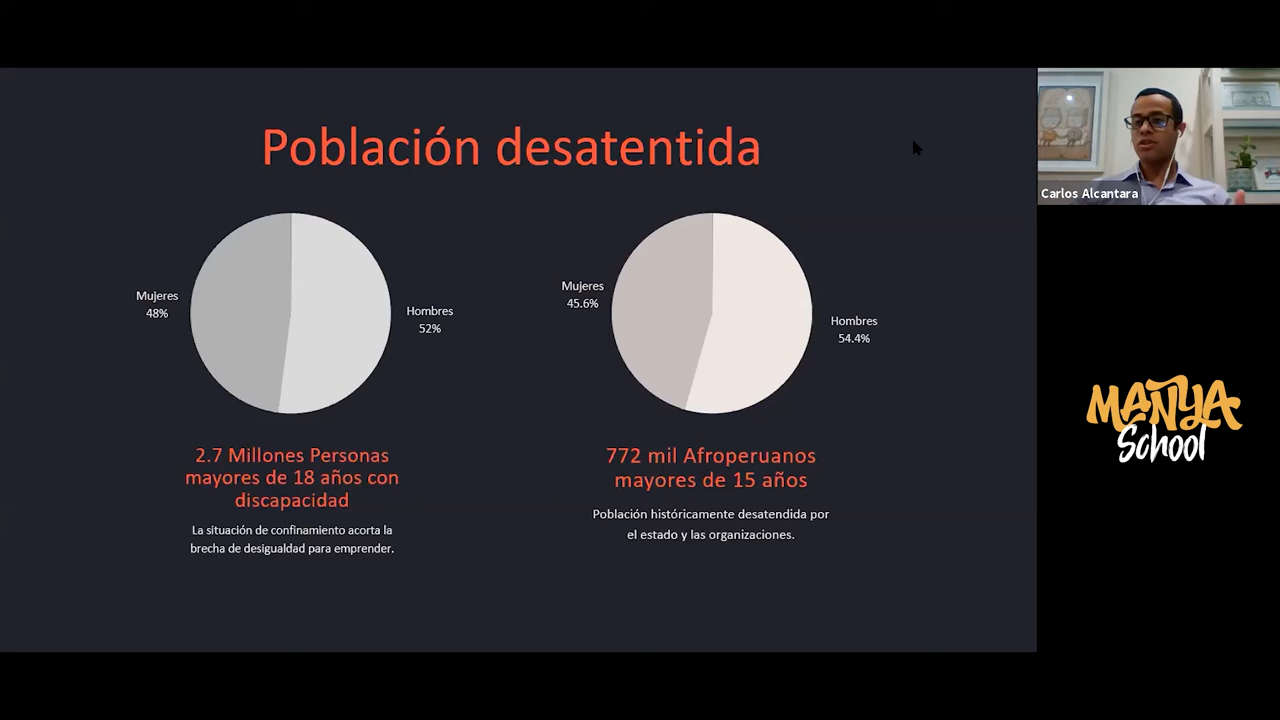 Población desatentida
Mujeres
48%
Hombres
52%
2.7 Millones Personas
mayores de 18 años con
discapacidad
La situación de confinamiento acorta la
brecha de desigualdad para emprender.
Mujeres
45.6%
Hombres
54.4%
772 mil Afroperuanos
mayores de 15 años
Población históricamente desatendida por
el estado y las organizaciones.
Carlos Alcantara
MANYA
School